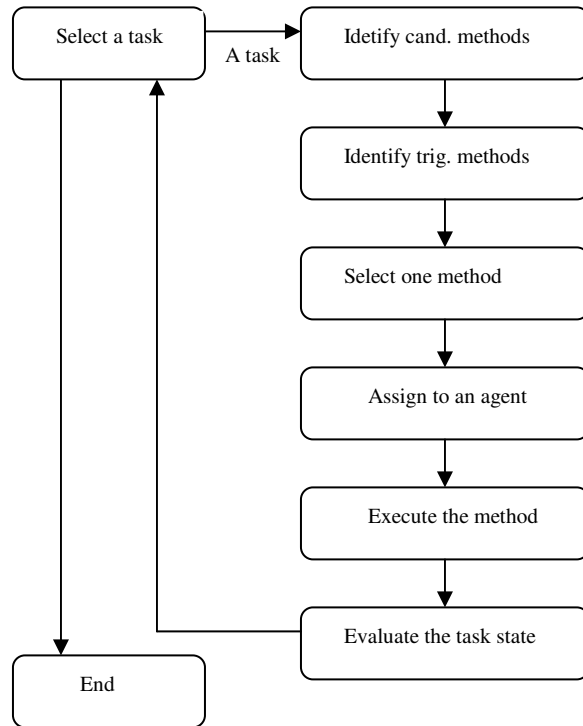 Select a task
A task
Idetify cand. methods
Identify trig. methods
Select one method
Assign to an agent
Execute the method
Evaluate the task state
End